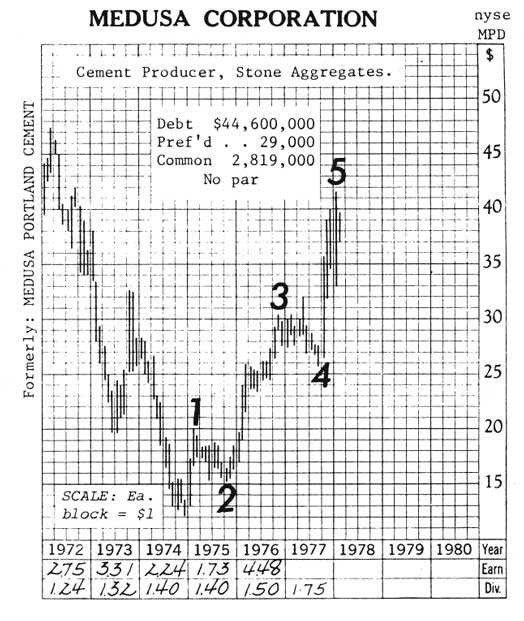 MEDUSA CORPORATION
nyse
MPD
$
Cement Producer, Stone Aggregates.
Formerly: MEDUSA PORTLAND CEMENT
Debt $44,600,000
Pref'd . . 29,000
Common 2,819,000
No par
50
45
40
35
30
25
20
15
5
3
4
1
2
SCALE: Ea.
block = $1
1972 1973 1974 1975 1976 1977 1978 1979 1980 Year
2.75 3.31 2.24 1.73 4.48 Earn
1.24 1.32 1.40 1.40 1.50 1.75 Div.